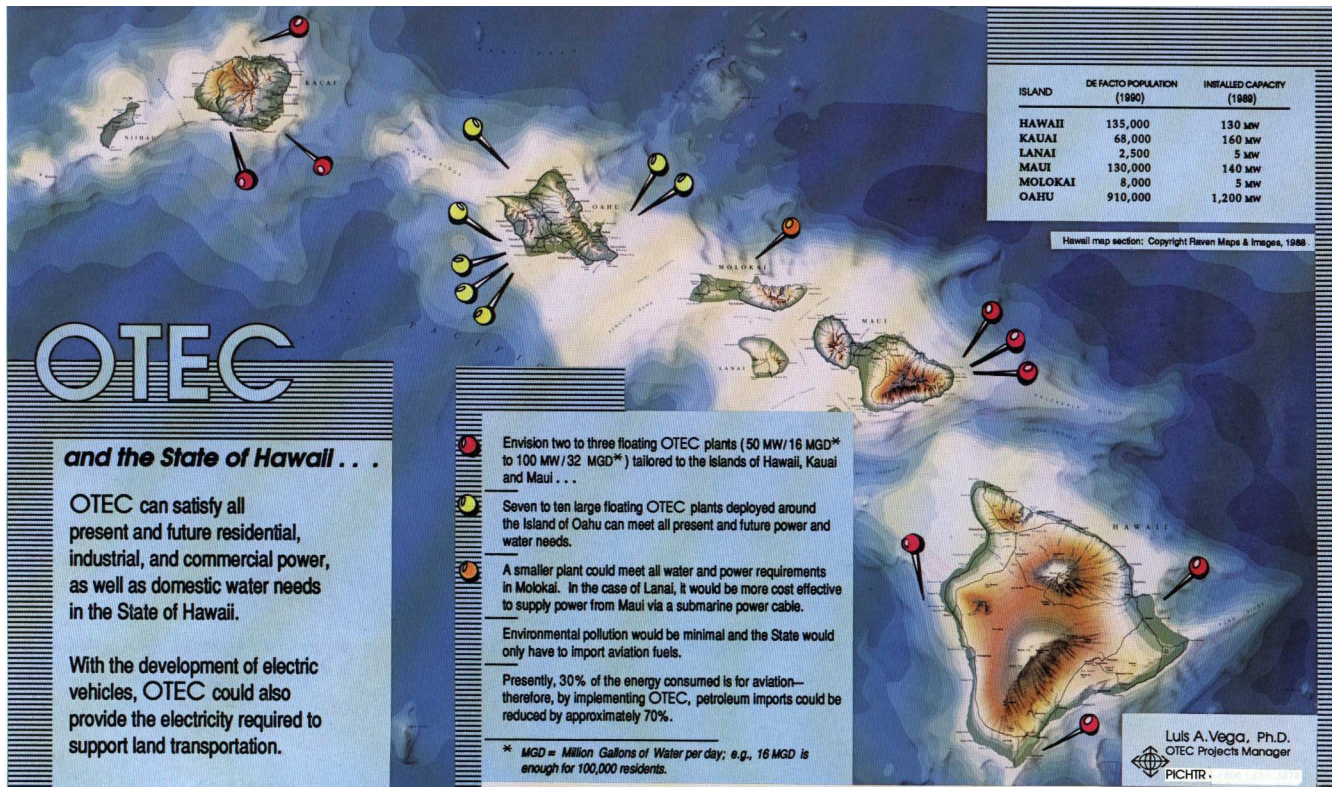 KAUAI
NIIHAU
OAHU
MOLOKAI
LANAI
MAUI
HAWAII
ISLAND DE FACTO POPULATION (1990) INSTALLED CAPACITY (1989)
HAWAII 135,000 130 MW
KAUAI 68,000 160 MW
LANAI 2,500 5 MW
MAUI 130,000 140 MW
MOLOKAI 8,000 5 MW
OAHU 910,000 1,200 MW
Hawaii map section: Copyright Raven Maps & Images, 1988
OTEC
and the State of Hawaii . . .
OTEC can satisfy all
present and future residential,
industrial, and commercial power,
as well as domestic water needs
in the State of Hawaii.
With the development of electric
vehicles, OTEC could also
provide the electricity required to
support land transportation.
Envision two to three floating OTEC plants (50 MW/16 MGD*
to 100 MW/32 MGD*) tailored to the islands of Hawaii, Kauai
and Maui . . .
Seven to ten large floating OTEC plants deployed around
the Island of Oahu can meet all present and future power and
water needs.
A smaller plant could meet all water and power requirements
in Molokai. In the case of Lanai, it would be more cost effective
to supply power from Maui via a submarine power cable.
Environmental pollution would be minimal and the State would
only have to import aviation fuels.
Presently, 30% of the energy consumed is for aviation—
therefore, by implementing OTEC, petroleum imports could be
reduced by approximately 70%.
* MGD = Million Gallons of Water per day; e.g., 16 MGD is
enough for 100,000 residents.
Luis A. Vega, Ph.D.
OTEC Projects Manager
PICHTR